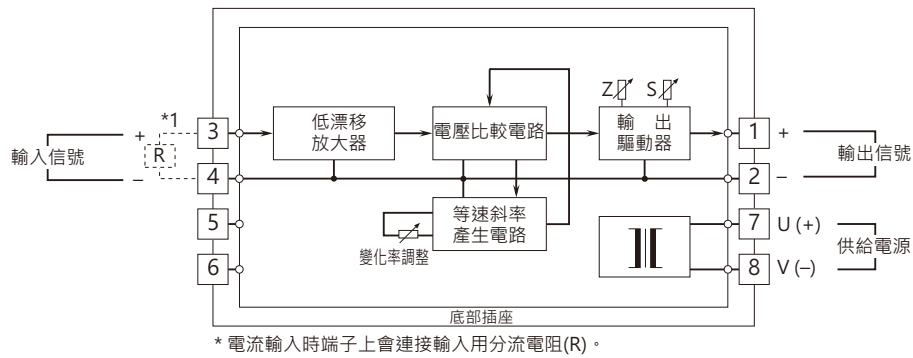 *1
輸入信號
+
R
−
3
4
5
6
低漂移
放大器
電壓比較電路
Z
S
輸　出
驅動器
等速斜率
產生電路
變化率調整
1
+
2
−
輸出信號
7
U (+)
8
V (−)
供給電源
底部插座
* 電流輸入時端子上會連接輸入用分流電阻(R)。